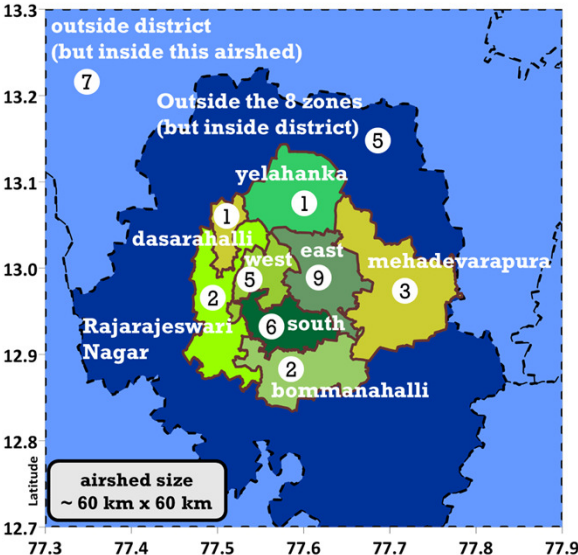 13.3
outside district
(but inside this airshed)
7
13.2
Outside the 8 zones
(but inside district)
5
yelahanka
13.1
1
1
dasarahalli
east
west
mehadevarapura
13.0
9
5
3
2
Rajarajeswari
Nagar
6
south
12.9
2
bommanahalli
12.8
Latitude
airshed size
~ 60 km x 60 km
12.7
77.3
77.4
77.5
77.6
77.7
77.8
77.9